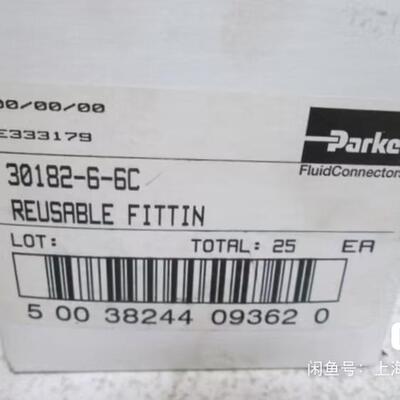 00/00/00
E333179
Parke
FluidConnectors
30182-6-6C
REUSABLE FITTIN
LOT: TOTAL: 25 EA
5 00 38244 09362 0
闲鱼号：上海